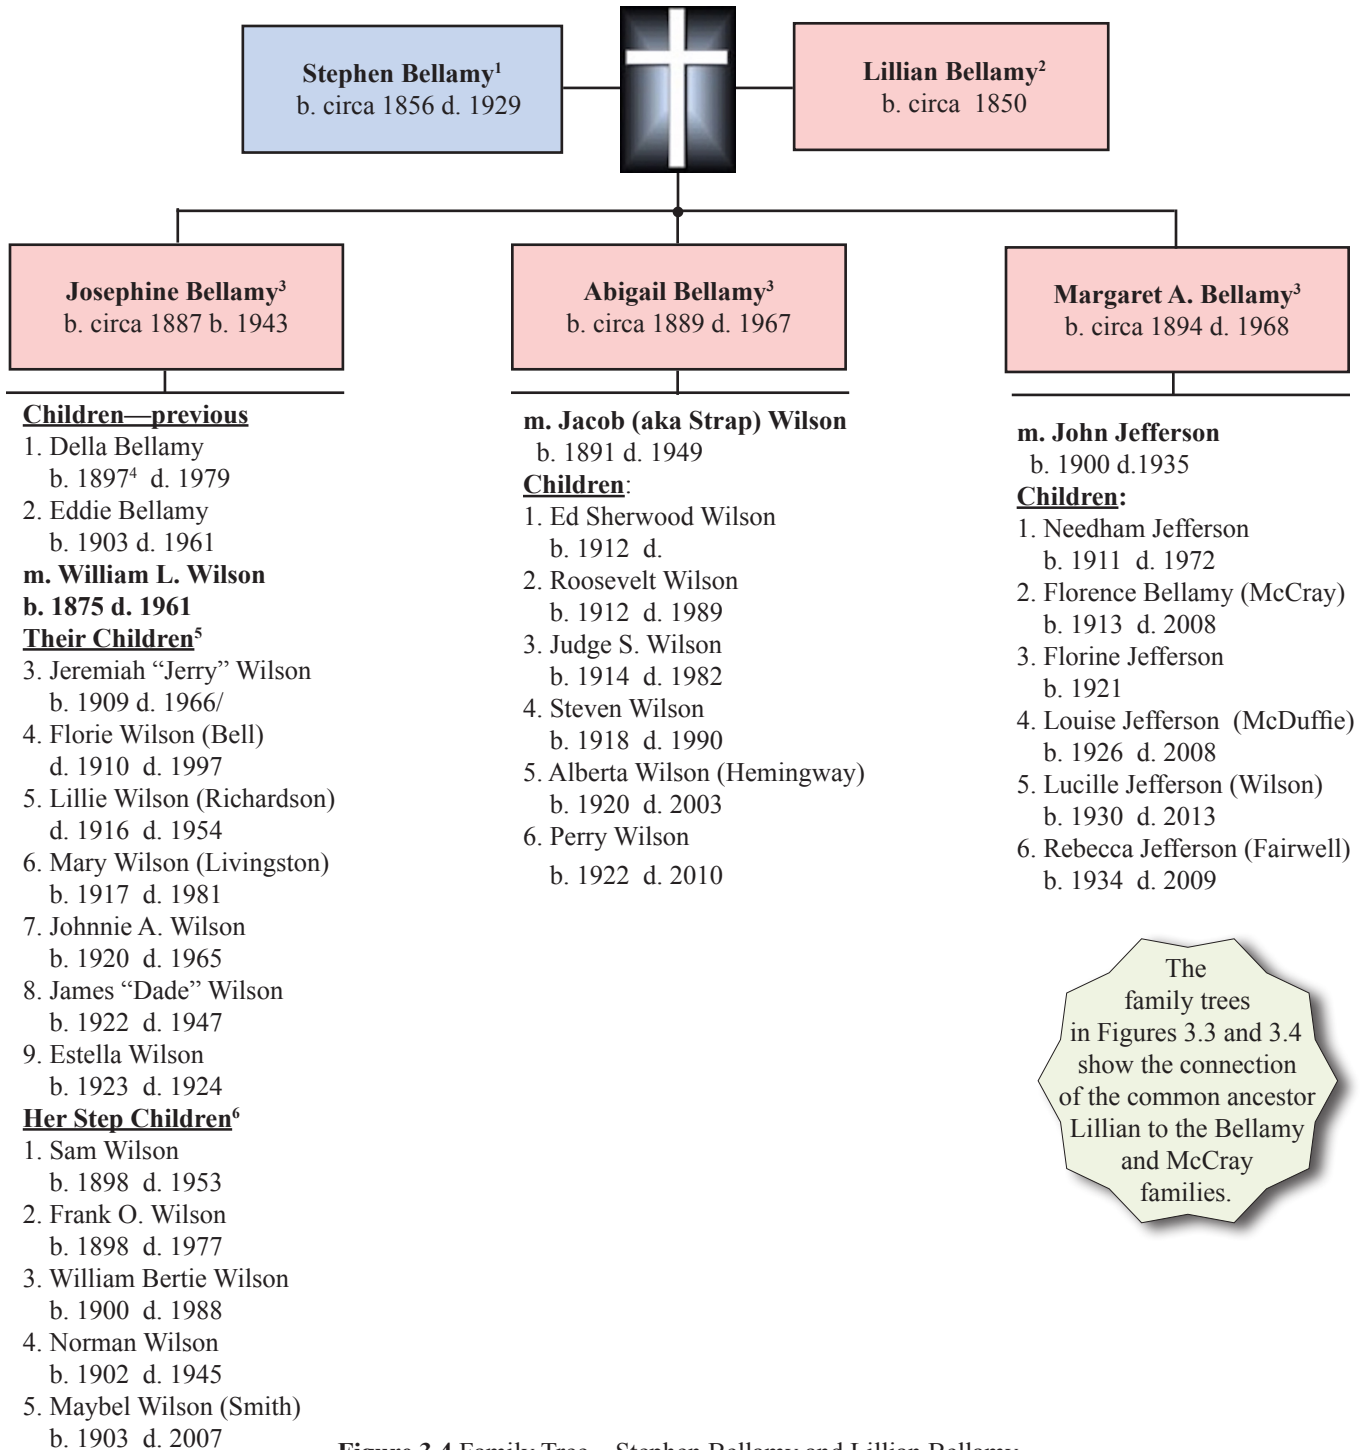 Stephen Bellamy¹
b. circa 1856 d. 1929
Lillian Bellamy²
b. circa 1850
Josephine Bellamy³
b. circa 1887 b. 1943
Abigail Bellamy³
b. circa 1889 d. 1967
Margaret A. Bellamy³
b. circa 1894 d. 1968
Children—previous
1. Della Bellamy
b. 1897⁴ d. 1979
2. Eddie Bellamy
b. 1903 d. 1961
m. William L. Wilson
b. 1875 d. 1961
Their Children⁵
3. Jeremiah “Jerry” Wilson
b. 1909 d. 1966/
4. Florie Wilson (Bell)
d. 1910 d. 1997
5. Lillie Wilson (Richardson)
d. 1916 d. 1954
6. Mary Wilson (Livingston)
b. 1917 d. 1981
7. Johnnie A. Wilson
b. 1920 d. 1965
8. James “Dade” Wilson
b. 1922 d. 1947
9. Estella Wilson
b. 1923 d. 1924
Her Step Children⁶
1. Sam Wilson
b. 1898 d. 1953
2. Frank O. Wilson
b. 1898 d. 1977
3. William Bertie Wilson
b. 1900 d. 1988
4. Norman Wilson
b. 1902 d. 1945
5. Maybel Wilson (Smith)
b. 1903 d. 2007
m. Jacob (aka Strap) Wilson
b. 1891 d. 1949
Children:
1. Ed Sherwood Wilson
b. 1912 d.
2. Roosevelt Wilson
b. 1912 d. 1989
3. Judge S. Wilson
b. 1914 d. 1982
4. Steven Wilson
b. 1918 d. 1990
5. Alberta Wilson (Hemingway)
b. 1920 d. 2003
6. Perry Wilson
b. 1922 d. 2010
m. John Jefferson
b. 1900 d.1935
Children:
1. Needham Jefferson
b. 1911 d. 1972
2. Florence Bellamy (McCray)
b. 1913 d. 2008
3. Florine Jefferson
b. 1921
4. Louise Jefferson (McDuffie)
b. 1926 d. 2008
5. Lucille Jefferson (Wilson)
b. 1930 d. 2013
6. Rebecca Jefferson (Fairwell)
b. 1934 d. 2009
The
family trees
in Figures 3.3 and 3.4
show the connection
of the common ancestor
Lillian to the Bellamy
and McCray
families.
Figure 3.4 Family Tree – Stephen Bellamy and Lillian Bellamy